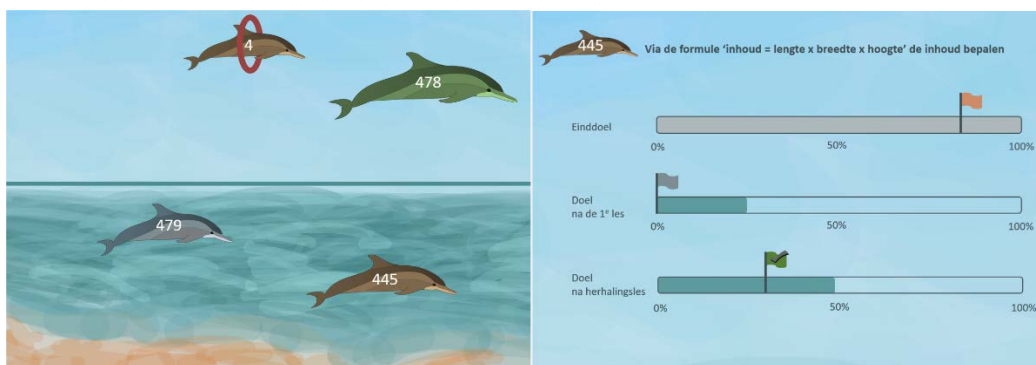 4
478
479
445
445
Via de formule ‘inhoud = lengte x breedte x hoogte’ de inhoud bepalen
Einddoel
0%
50%
100%
Doel
na de 1e les
0%
50%
100%
Doel
na herhalingsles
0%
50%
100%